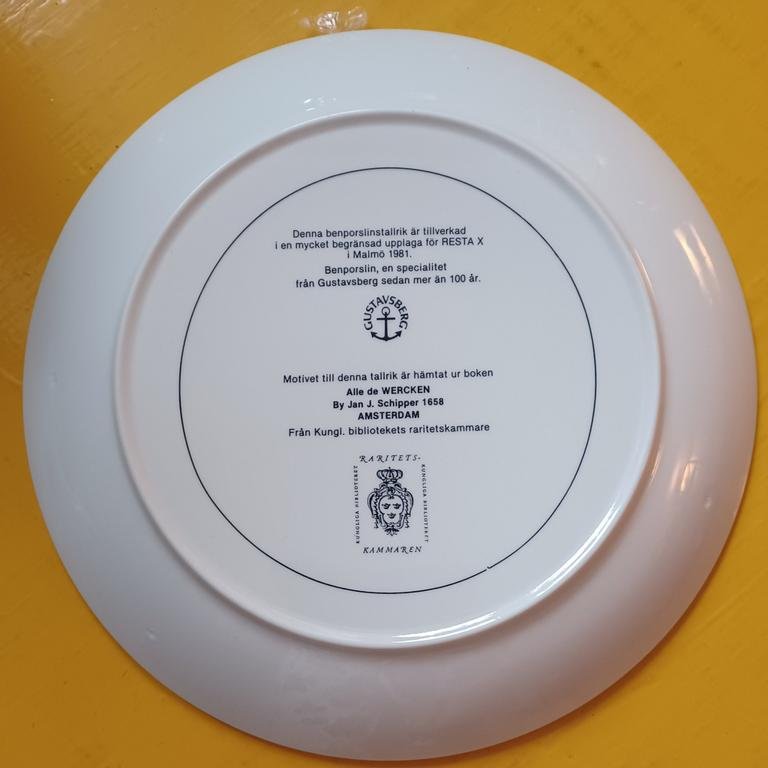 Denna benporslinstallrik är tillverkad
i en mycket begränsad upplaga för RESTA X
i Malmö 1981.
Benporslin, en specialitet
från Gustavsberg sedan mer än 100 år.
GUSTAVSBERG
Motivet till denna tallrik är hämtat ur boken
Alle de WERCKEN
By Jan J. Schipper 1658
AMSTERDAM
Från Kungl. bibliotekets raritetskammare
RARITETS-
KUNGLIGA BIBLIOTEKET
KUNGLIGA BIBLIOTEKET
KAMMAREN